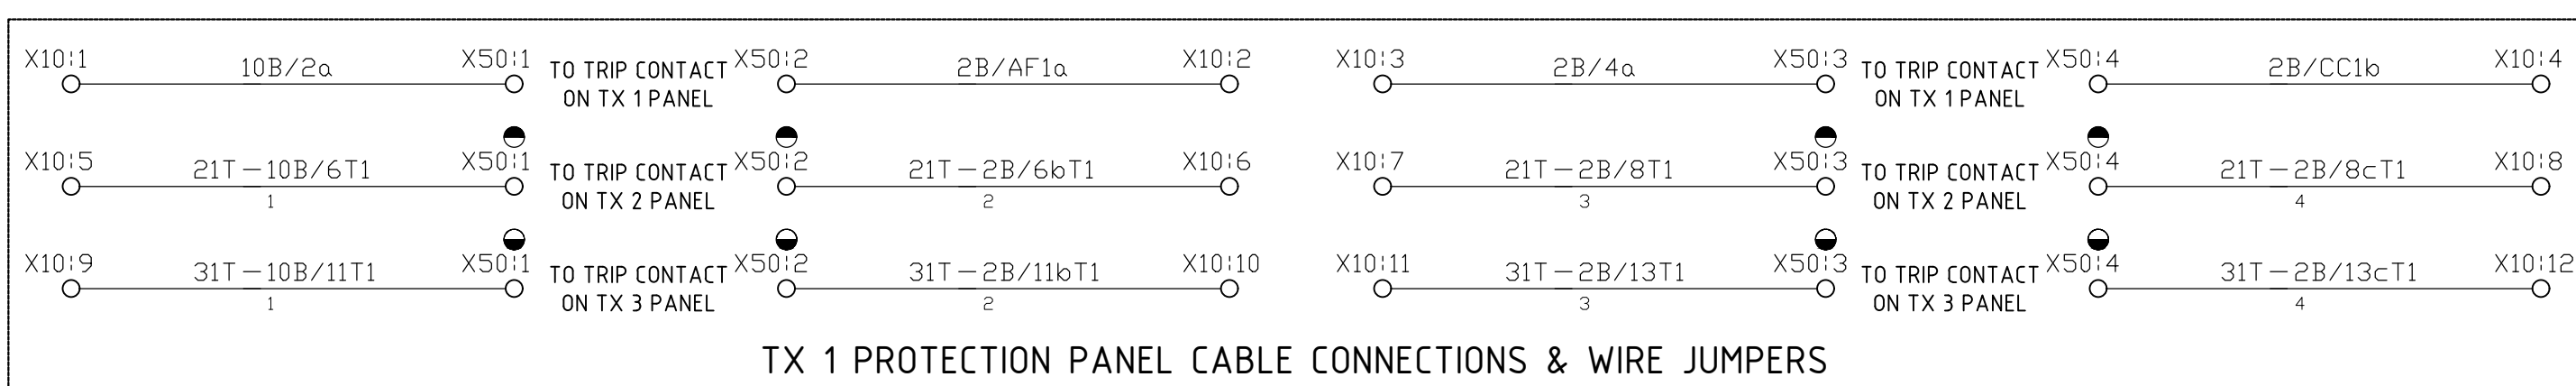 X10:1 10B/2a X50:1 TO TRIP CONTACT ON TX 1 PANEL X50:2 2B/AF1a X10:2 X10:3 2B/4a X50:3 TO TRIP CONTACT ON TX 1 PANEL X50:4 2B/CC1b X10:4
X10:5 21T-10B/6T1 1 X50:1 TO TRIP CONTACT ON TX 2 PANEL X50:2 21T-2B/6bT1 2 X10:6 X10:7 21T-2B/8T1 3 X50:3 TO TRIP CONTACT ON TX 2 PANEL X50:4 21T-2B/8cT1 4 X10:8
X10:9 31T-10B/11T1 1 X50:1 TO TRIP CONTACT ON TX 3 PANEL X50:2 31T-2B/11bT1 2 X10:10 X10:11 31T-2B/13T1 3 X50:3 TO TRIP CONTACT ON TX 3 PANEL X50:4 31T-2B/13cT1 4 X10:12
TX 1 PROTECTION PANEL CABLE CONNECTIONS & WIRE JUMPERS